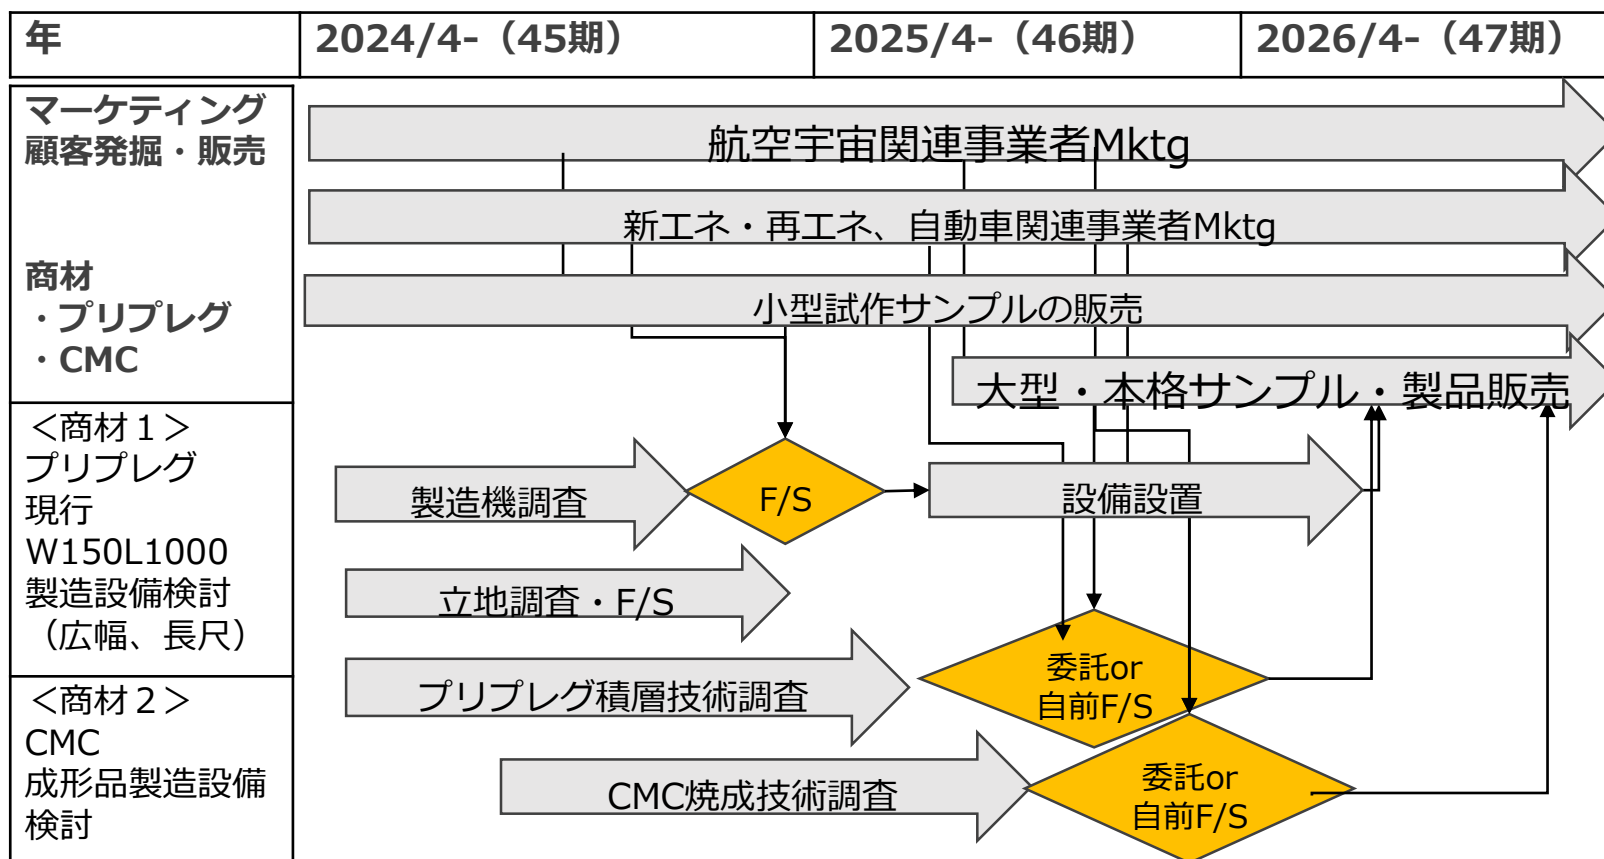 年
2024/4-（45期）
2025/4-（46期）
2026/4-（47期）
マーケティング
顧客発掘・販売
商材
・プリプレグ
・CMC
航空宇宙関連事業者Mktg
新エネ・再エネ、自動車関連事業者Mktg
小型試作サンプルの販売
大型・本格サンプル・製品販売
＜商材１＞
プリプレグ
現行
W150L1000
製造設備検討
（広幅、長尺）
製造機調査
F/S
設備設置
立地調査・F/S
プリプレグ積層技術調査
委託or
自前F/S
＜商材２＞
CMC
成形品製造設備
検討
CMC焼成技術調査
委託or
自前F/S